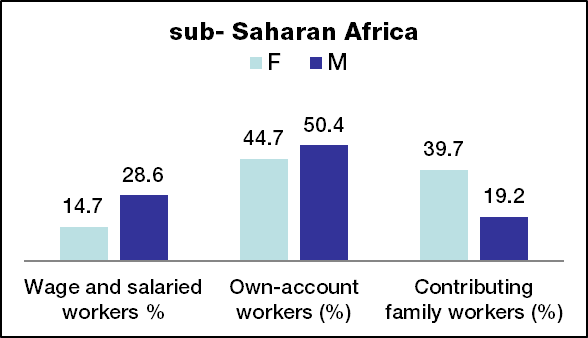 sub- Saharan Africa
F M
44.7 50.4 39.7
14.7 28.6 19.2
Wage and salaried Own-account Contributing
workers % workers (%) family workers (%)